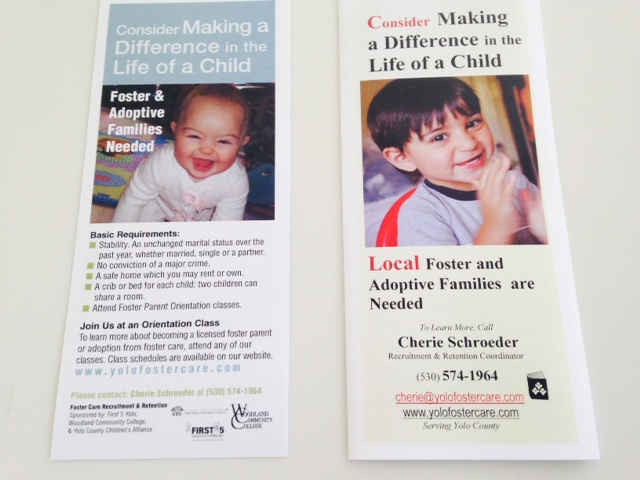 Consider Making a
Difference in the
Life of a Child
Foster &
Adoptive
Families
Needed
Basic Requirements:
Stability. An unchanged marital status over the
past year, whether married, single or a partner.
No conviction of a major crime.
A safe home which you may rent or own.
A crib or bed for each child; two children can
share a room.
Attend Foster Parent Orientation classes.
Join Us at an Orientation Class
To learn more about becoming a licensed foster parent
or adoption from foster care, attend any of our
classes. Class schedules are available on our website.
www.yolofostercare.com
Please contact: Cherie Schroeder at (530) 574-1964
Foster Care Recruitment & Retention
Sponsored by: First 5 Yolo;
Woodland Community College;
& Yolo County Children's Alliance
FIRST 5
WOODLAND
COMMUNITY
COLLEGE
Consider Making
a Difference in the
Life of a Child
Local Foster and
Adoptive Families are
Needed
To Learn More, Call
Cherie Schroeder
Recruitment & Retention Coordinator
(530) 574-1964
cherie@yolofostercare.com
www.yolofostercare.com
Serving Yolo County